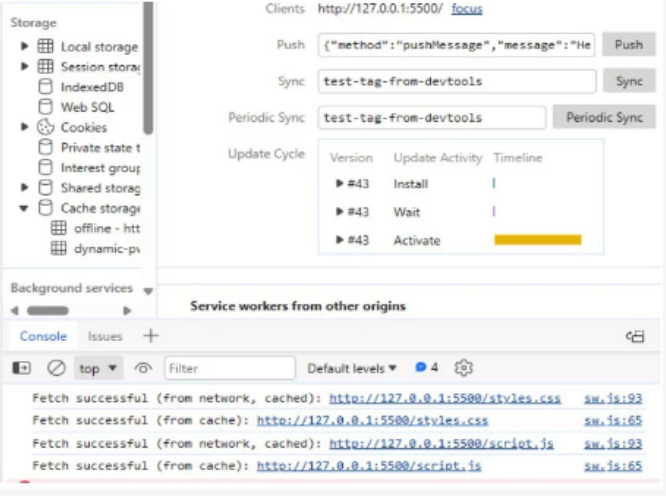 Clients http://127.0.0.1:5500/ focus
Storage
Local storage
Session storag
IndexedDB
Web SQL
Cookies
Private state t
Interest group
Shared storag
Cache storage
offline - htt
dynamic-pw
Background services
Push {"method":"pushMessage","message":"He Push
Sync test-tag-from-devtools Sync
Periodic Sync test-tag-from-devtools Periodic Sync
Update Cycle Version Update Activity Timeline
#43 Install
#43 Wait
#43 Activate
Service workers from other origins
Console Issues
top Filter Default levels 4
Fetch successful (from network, cached): http://127.0.0.1:5500/styles.css sw.js:93
Fetch successful (from cache): http://127.0.0.1:5500/styles.css sw.js:65
Fetch successful (from network, cached): http://127.0.0.1:5500/script.js sw.js:93
Fetch successful (from cache): http://127.0.0.1:5500/script.js sw.js:65